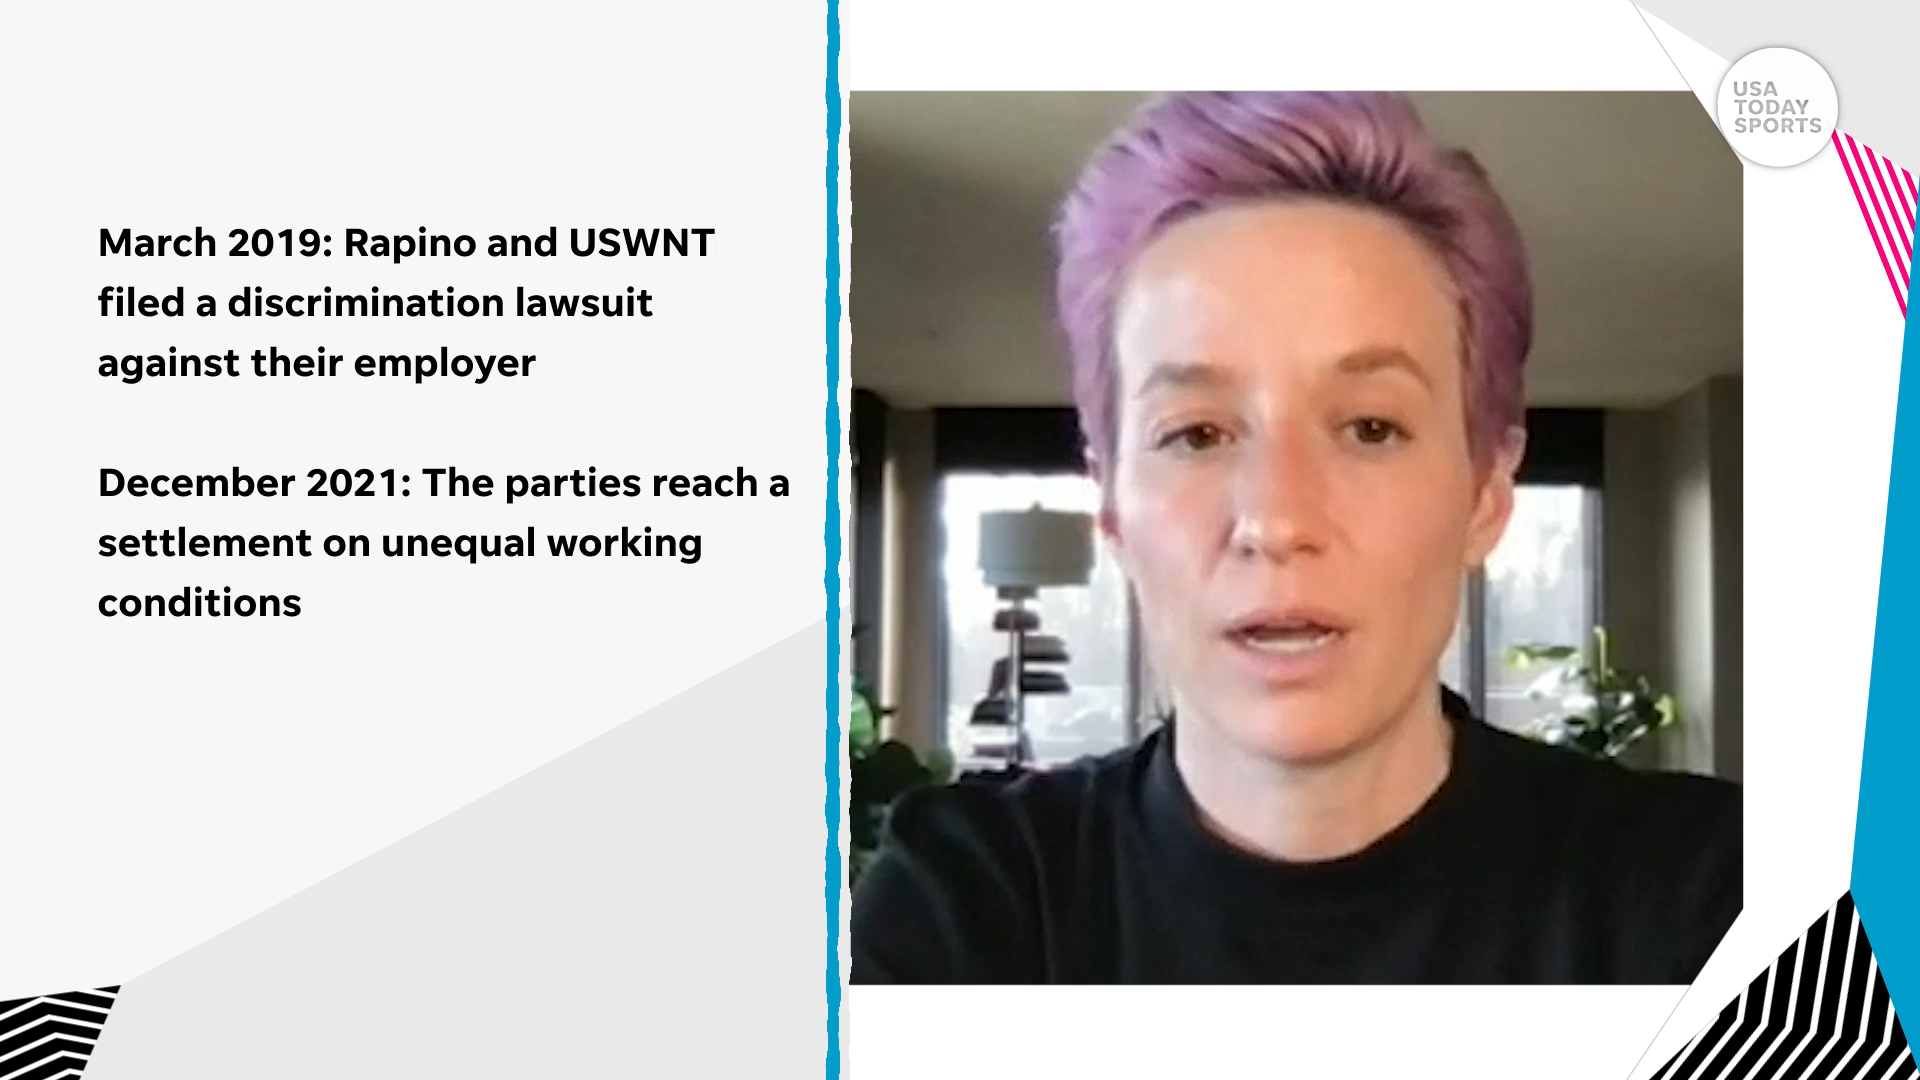 March 2019: Rapino and USWNT
filed a discrimination lawsuit
against their employer
December 2021: The parties reach a
settlement on unequal working
conditions
USA
TODAY
SPORTS